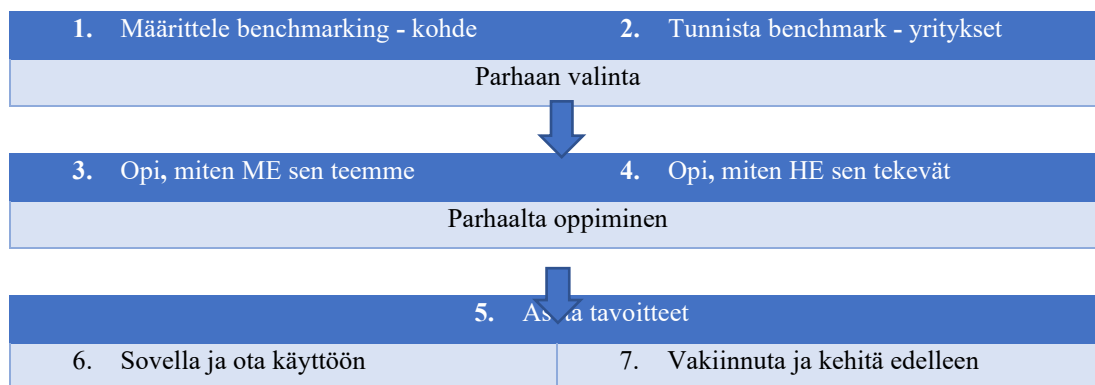 1. Määrittele benchmarking - kohde 2. Tunnista benchmark - yritykset
Parhaan valinta
3. Opi, miten ME sen teemme 4. Opi, miten HE sen tekevät
Parhaalta oppiminen
5. Aseta tavoitteet
6. Sovella ja ota käyttöön 7. Vakiinnuta ja kehitä edelleen